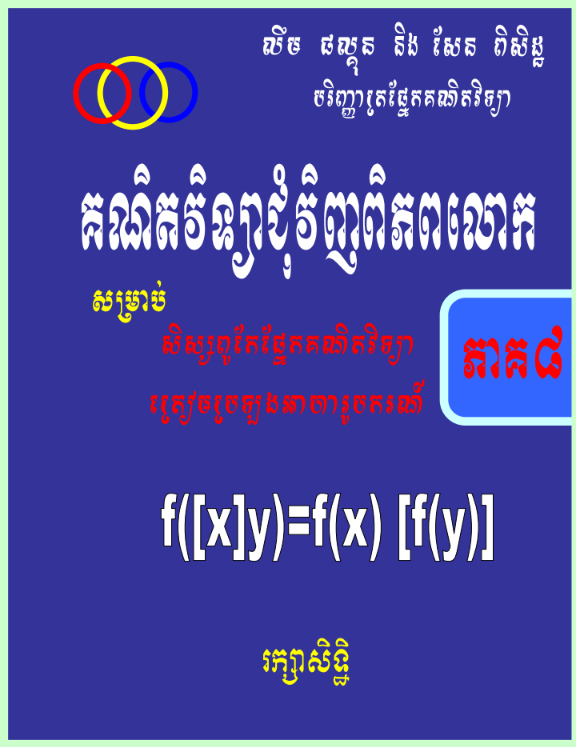 លឹម ផល្គុន និង សែន ពិសិដ្ឋ
បរិញ្ញាត្រផ្នែកគណិតវិទ្យា
គណិតវិទ្យាជុំវិញពិភពលោក
សម្រាប់
សិស្សពូកែផ្នែកគណិតវិទ្យា
ភាគ៨
ត្រៀមប្រឡងអាហារូបករណ៍
f([x]y)=f(x) [f(y)]
រក្សាសិទ្ធិ